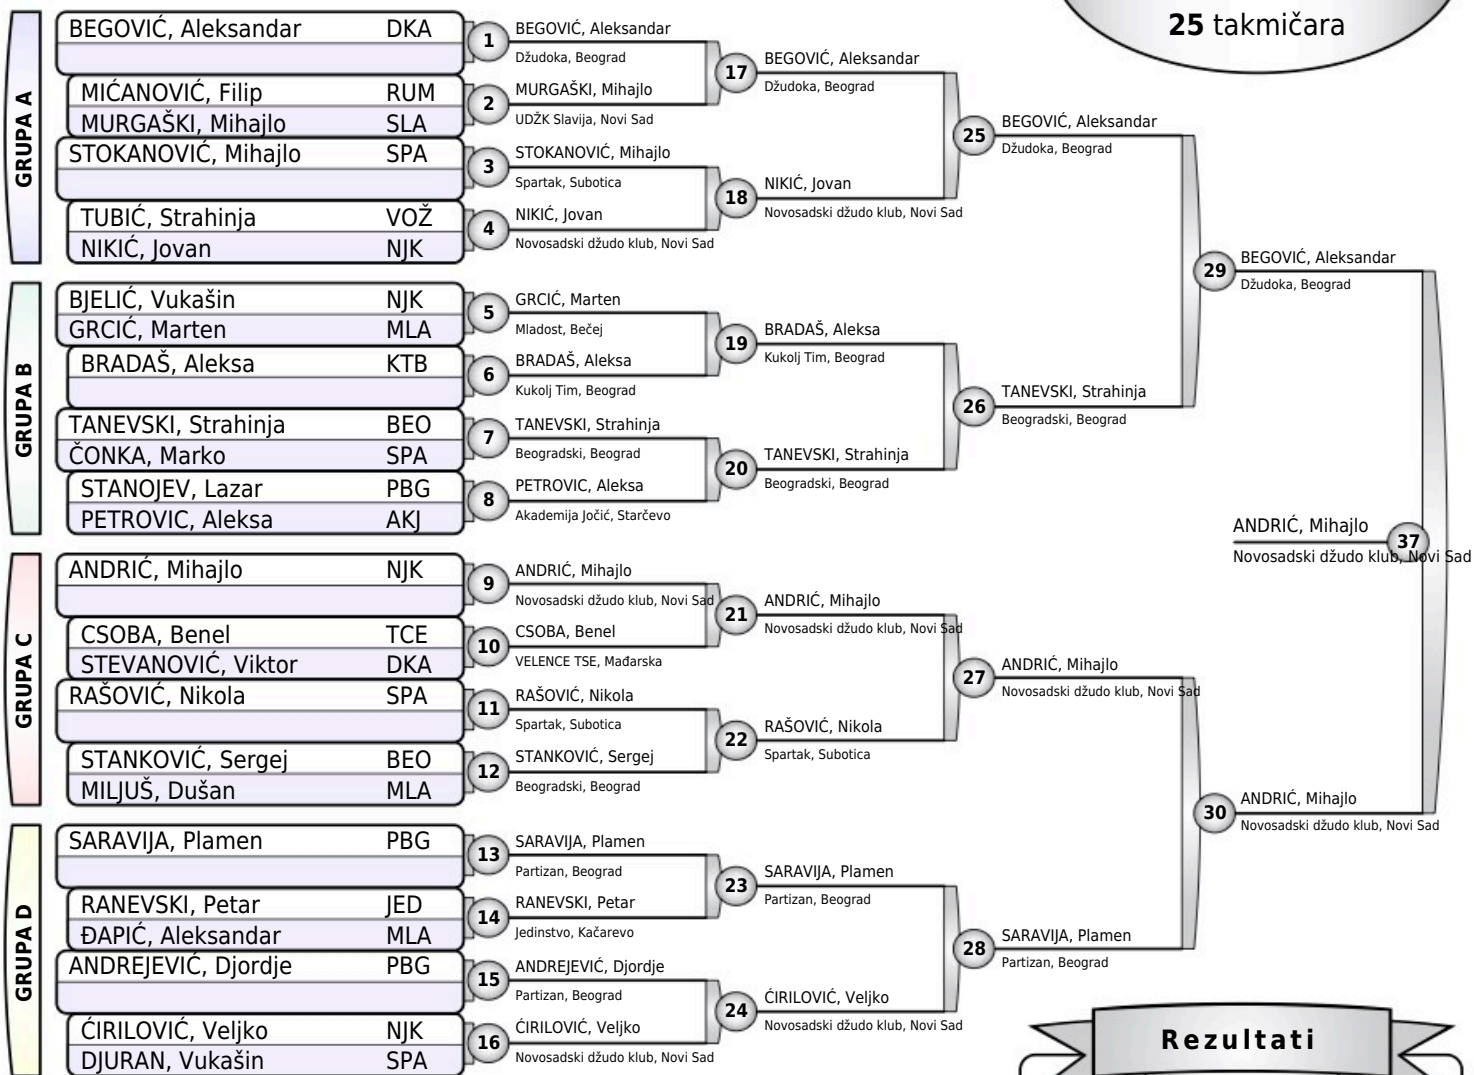 25 takmičara
GRUPA A
BEGOVIĆ, Aleksandar DKA
MIĆANOVIĆ, Filip RUM
MURGAŠKI, Mihajlo SLA
STOKANOVIĆ, Mihajlo SPA
TUBIĆ, Strahinja VOŽ
NIKIĆ, Jovan NJK
GRUPA B
BJELIĆ, Vukašin NJK
GRCIĆ, Marten MLA
BRADAŠ, Aleksa KTB
TANEVSKI, Strahinja BEO
ČONKA, Marko SPA
STANOJEV, Lazar PBG
PETROVIC, Aleksa AKJ
GRUPA C
ANDRIĆ, Mihajlo NJK
CSOBA, Benel TCE
STEVANOVIĆ, Viktor DKA
RAŠOVIĆ, Nikola SPA
STANKOVIĆ, Sergej BEO
MILJUŠ, Dušan MLA
GRUPA D
SARAVIJA, Plamen PBG
RANEVSKI, Petar JED
ĐAPIĆ, Aleksandar MLA
ANDREJEVIĆ, Djordje PBG
ĆIRILOVIĆ, Veljko NJK
DJURAN, Vukašin SPA
1 BEGOVIĆ, Aleksandar
Džudoka, Beograd
2 MURGAŠKI, Mihajlo
UDŽK Slavija, Novi Sad
3 STOKANOVIĆ, Mihajlo
Spartak, Subotica
4 NIKIĆ, Jovan
Novosadski džudo klub, Novi Sad
5 GRCIĆ, Marten
Mladost, Bečej
6 BRADAŠ, Aleksa
Kukolj Tim, Beograd
7 TANEVSKI, Strahinja
Beogradski, Beograd
8 PETROVIC, Aleksa
Akademija Jočić, Starčevo
9 ANDRIĆ, Mihajlo
Novosadski džudo klub, Novi Sad
10 CSOBA, Benel
VELENCE TSE, Mađarska
11 RAŠOVIĆ, Nikola
Spartak, Subotica
12 STANKOVIĆ, Sergej
Beogradski, Beograd
13 SARAVIJA, Plamen
Partizan, Beograd
14 RANEVSKI, Petar
Jedinstvo, Kačarevo
15 ANDREJEVIĆ, Djordje
Partizan, Beograd
16 ĆIRILOVIĆ, Veljko
Novosadski džudo klub, Novi Sad
17 BEGOVIĆ, Aleksandar
Džudoka, Beograd
18 NIKIĆ, Jovan
Novosadski džudo klub, Novi Sad
19 BRADAŠ, Aleksa
Kukolj Tim, Beograd
20 TANEVSKI, Strahinja
Beogradski, Beograd
21 ANDRIĆ, Mihajlo
Novosadski džudo klub, Novi Sad
22 RAŠOVIĆ, Nikola
Spartak, Subotica
23 SARAVIJA, Plamen
Partizan, Beograd
24 ĆIRILOVIĆ, Veljko
Novosadski džudo klub, Novi Sad
25 BEGOVIĆ, Aleksandar
Džudoka, Beograd
26 TANEVSKI, Strahinja
Beogradski, Beograd
27 ANDRIĆ, Mihajlo
Novosadski džudo klub, Novi Sad
28 SARAVIJA, Plamen
Partizan, Beograd
29 BEGOVIĆ, Aleksandar
Džudoka, Beograd
30 ANDRIĆ, Mihajlo
Novosadski džudo klub, Novi Sad
ANDRIĆ, Mihajlo 37
Novosadski džudo klub, Novi Sad
Rezultati